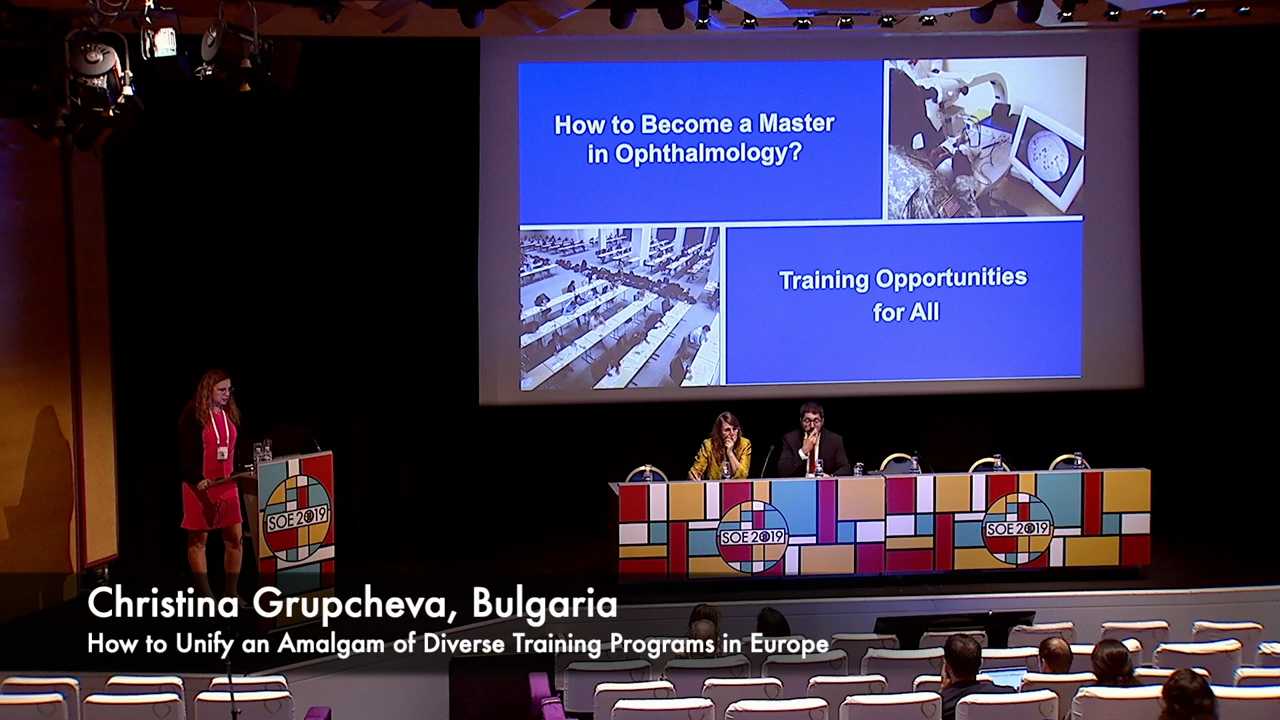 How to Become a Master
in Ophthalmology?
Training Opportunities
for All
SOE 2019
SOE 2019
SOE 2019
Christina Grupcheva, Bulgaria
How to Unify an Amalgam of Diverse Training Programs in Europe